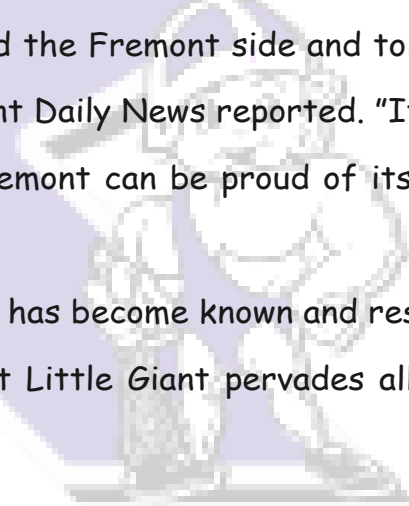 d the Fremont side and to
nt Daily News reported. "It
emont can be proud of its
has become known and res
t Little Giant pervades all